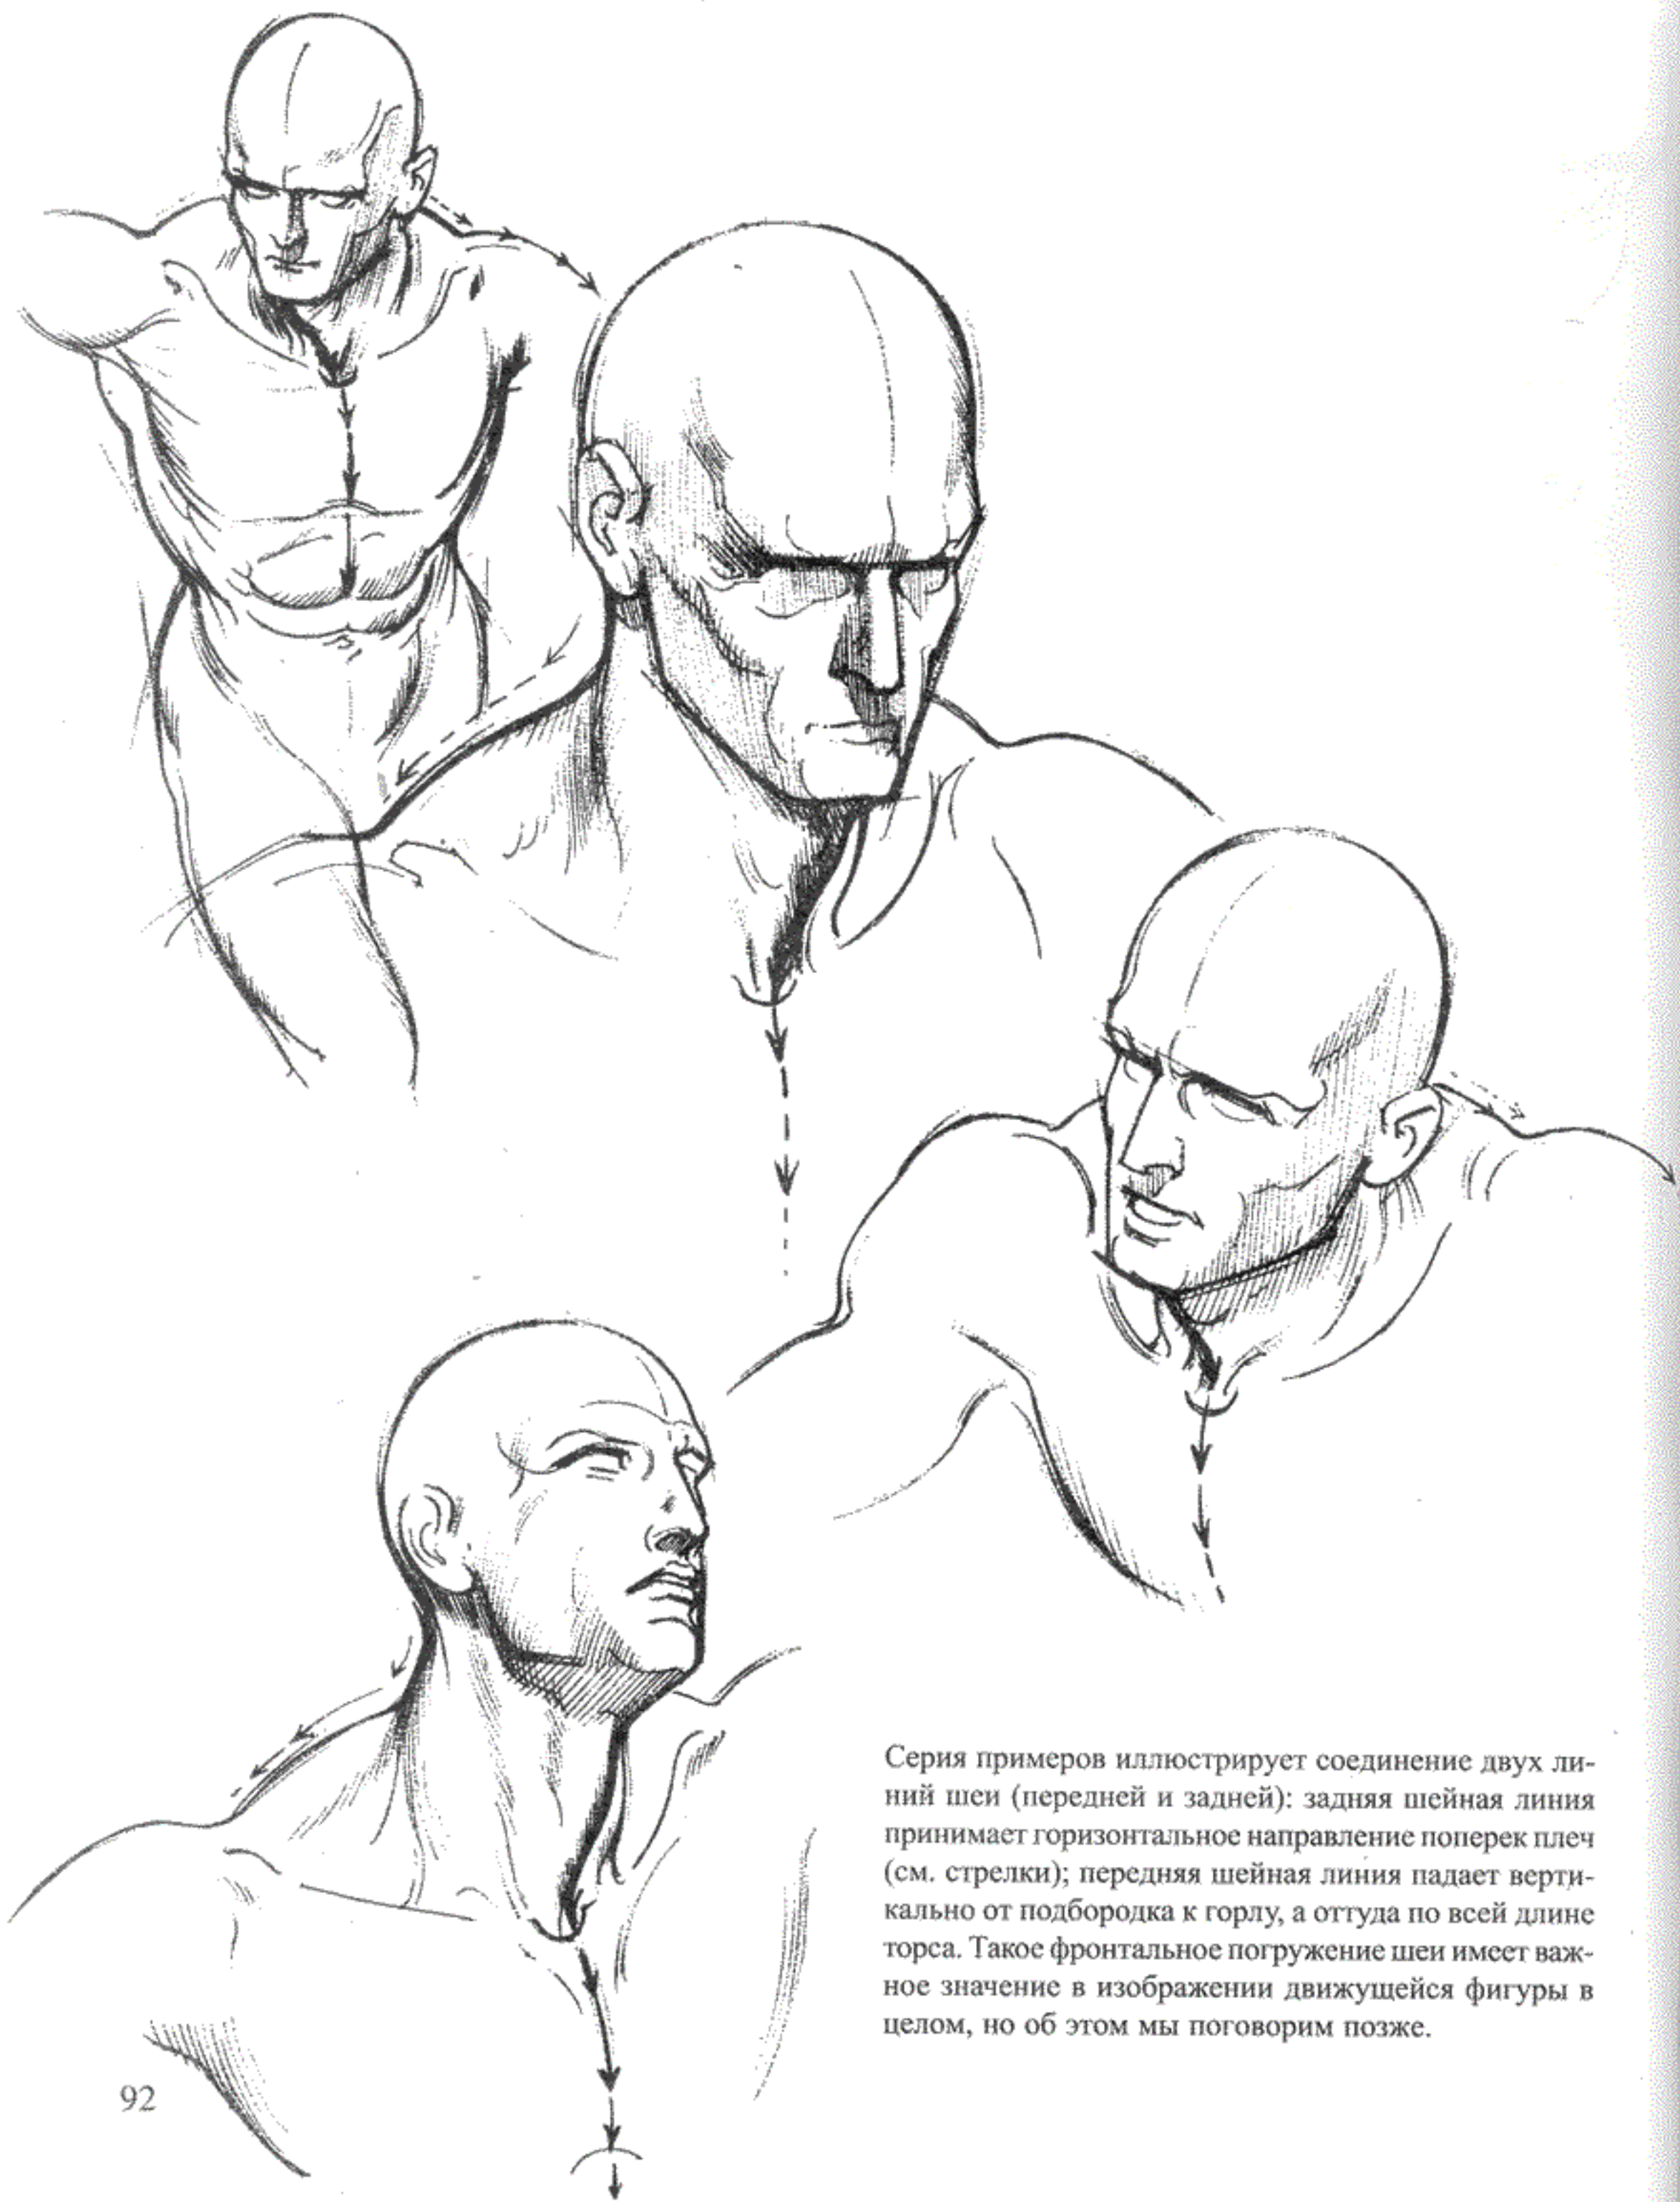 Серия примеров иллюстрирует соединение двух ли-
ний шеи (передней и задней): задняя шейная линия
принимает горизонтальное направление поперек плеч
(см. стрелки); передняя шейная линия падает верти-
кально от подбородка к горлу, а оттуда по всей длине
торса. Такое фронтальное погружение шеи имеет важ-
ное значение в изображении движущейся фигуры в
целом, но об этом мы поговорим позже.
92